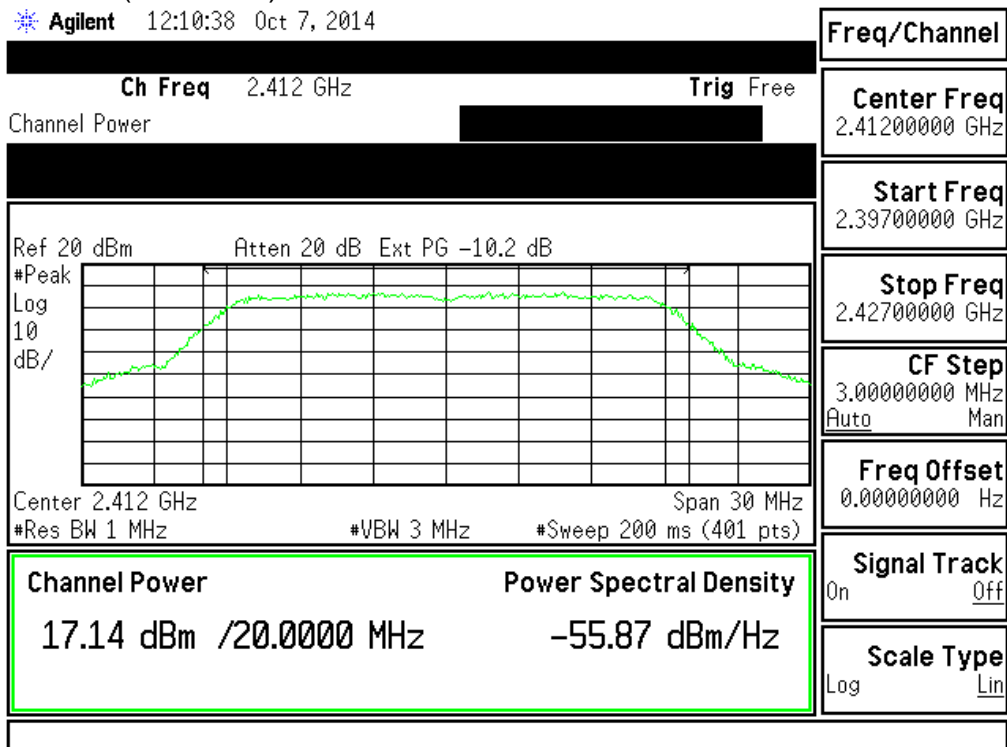 Agilent 12:10:38 Oct 7, 2014
Freq/Channel
Ch Freq 2.412 GHz Trig Free
Channel Power
Center Freq
2.41200000 GHz
Start Freq
2.39700000 GHz
Stop Freq
2.42700000 GHz
CF Step
3.00000000 MHz
Auto Man
Freq Offset
0.00000000 Hz
Signal Track
On Off
Scale Type
Log Lin
Ref 20 dBm Atten 20 dB Ext PG -10.2 dB
#Peak
Log
10
dB/
Center 2.412 GHz Span 30 MHz
#Res BW 1 MHz #VBW 3 MHz #Sweep 200 ms (401 pts)
Channel Power Power Spectral Density
17.14 dBm /20.0000 MHz -55.87 dBm/Hz